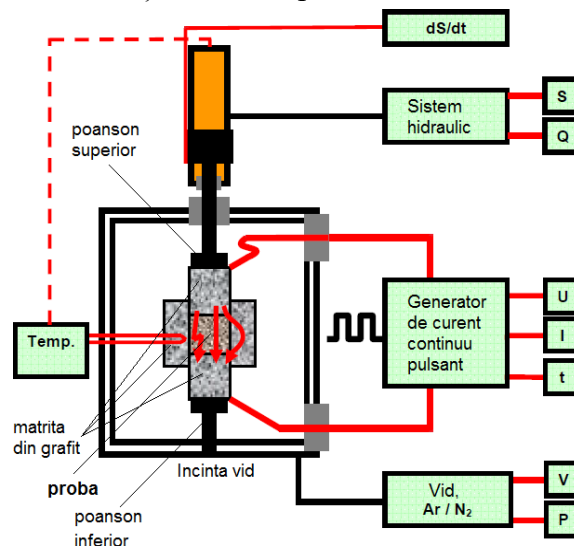 dS/dt
Sistem
hidraulic
S
Q
poanson
superior
Generator
de curent
continuu
pulsant
U
I
t
Temp.
matrita
din grafit
proba
Incinta vid
poanson
inferior
Vid,
Ar / N₂
V
P